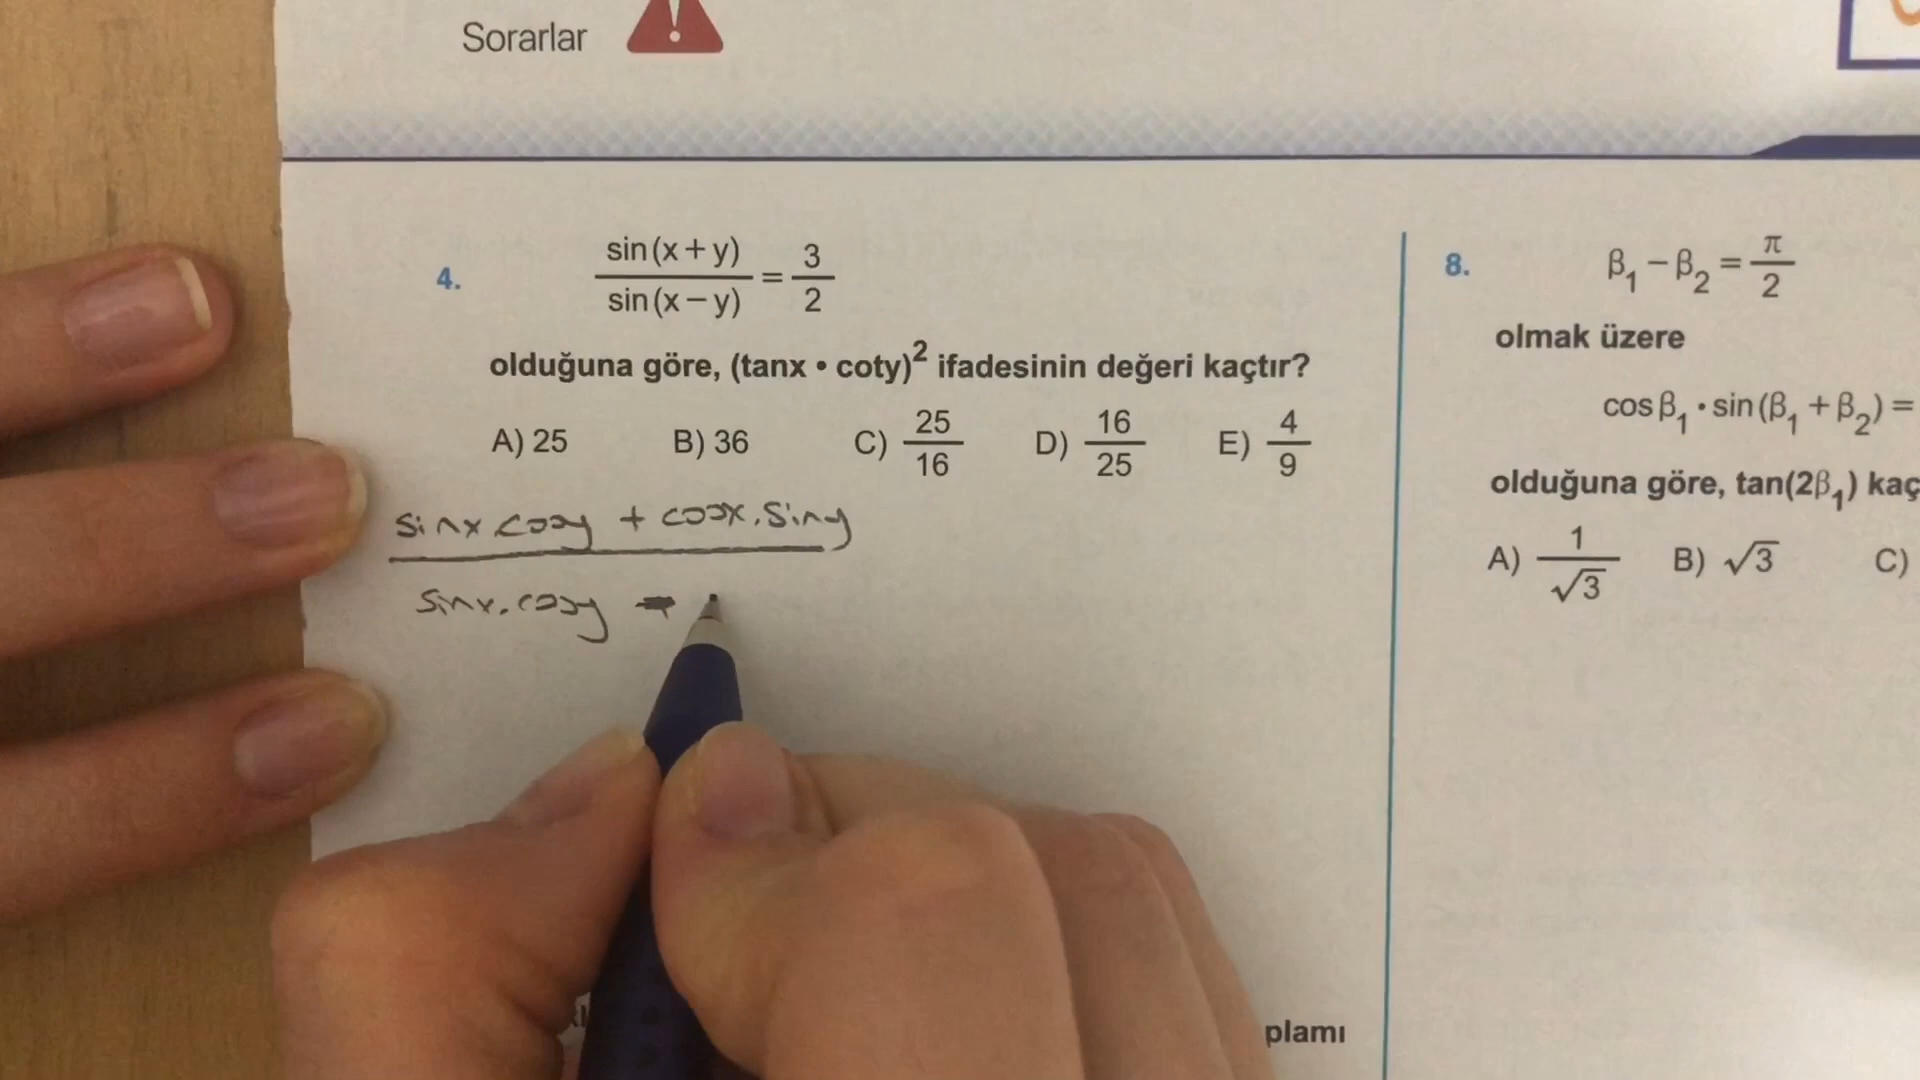 Sorarlar
4. sin(x+y)/sin(x-y) = 3/2
olduğuna göre, (tanx • coty)² ifadesinin değeri kaçtır?
A) 25 B) 36 C) 25/16 D) 16/25 E) 4/9
sinx cosy + cosx.siny
sinx.cosy -
plamı
8. β₁ - β₂ = π/2
olmak üzere
cosβ₁ • sin(β₁ + β₂) =
olduğuna göre, tan(2β₁) kaç
A) 1/√3 B) √3 C)